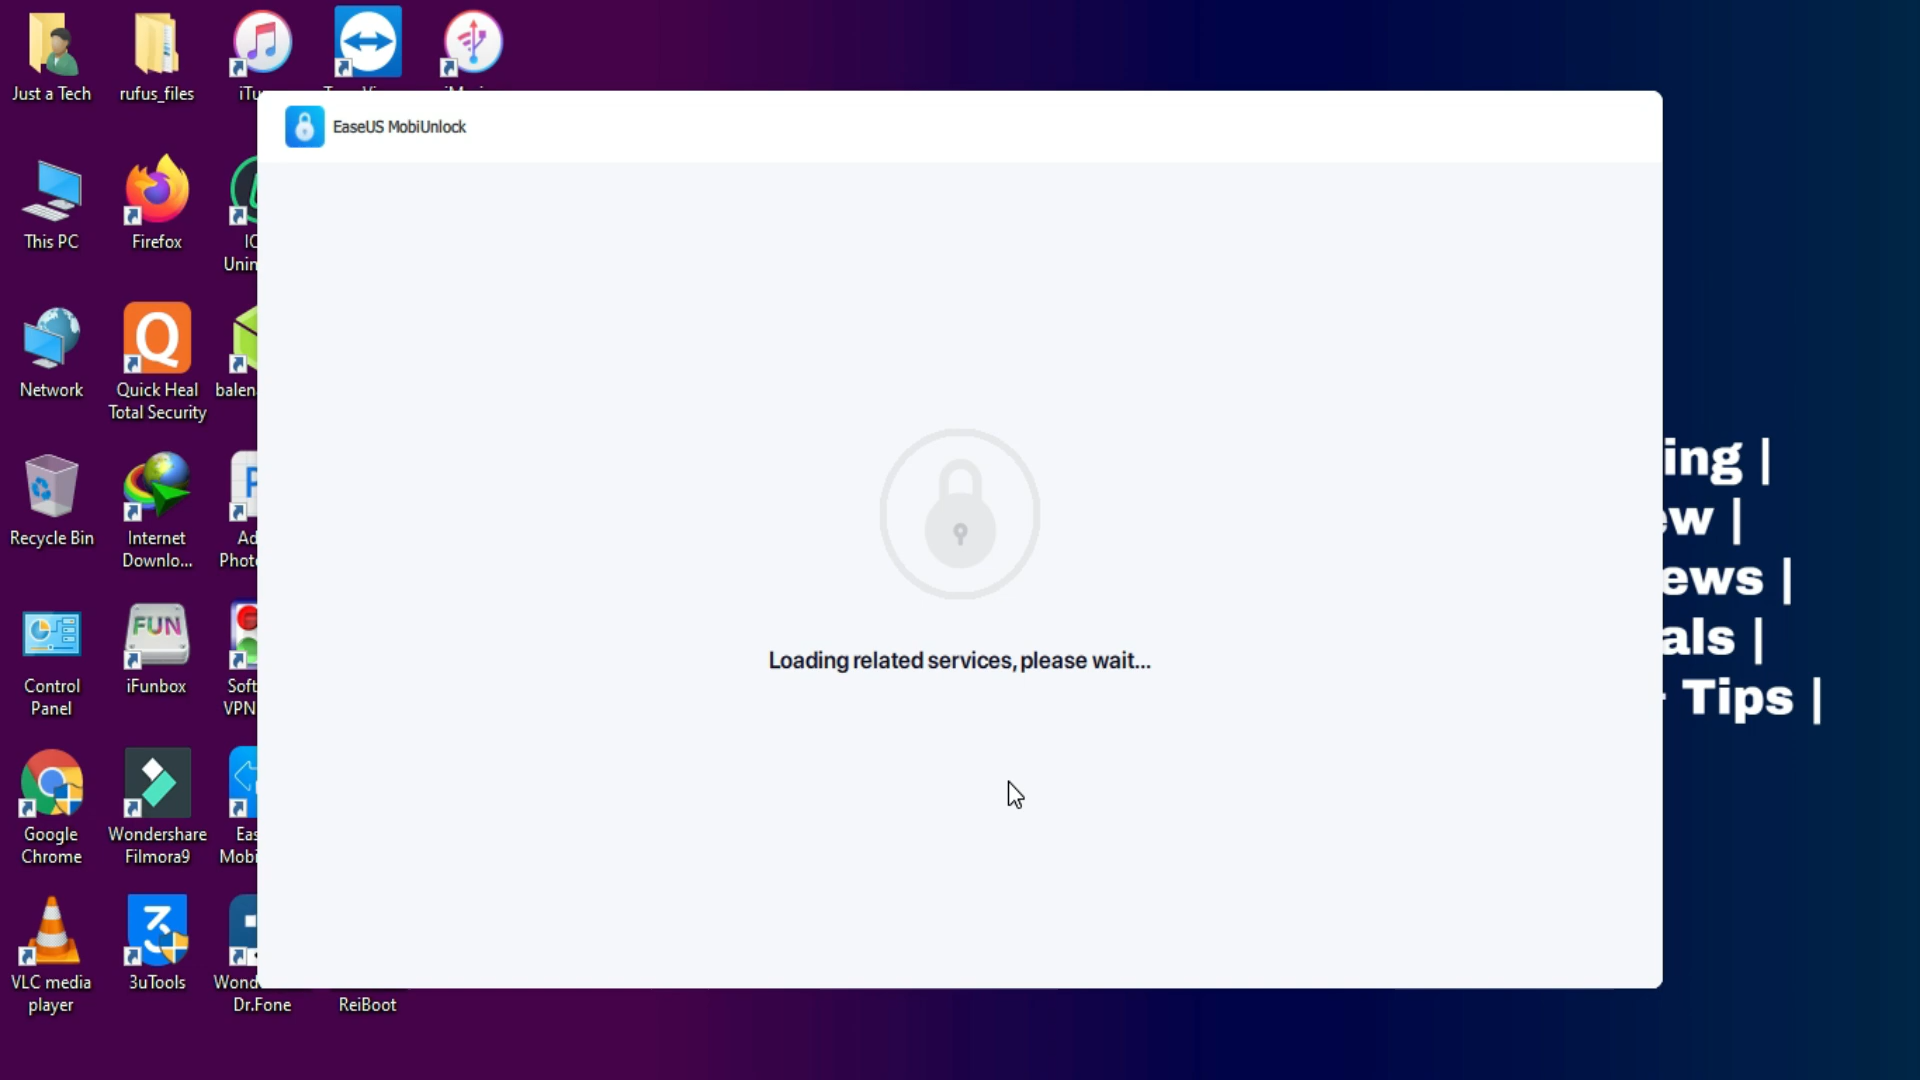 Just a Tech
rufus_files
EaseUS MobiUnlock
This PC
Firefox
Network
Quick Heal
Total Security
Recycle Bin
Internet
Downlo...
Control
Panel
iFunbox
FUN
Google
Chrome
Wondershare
Filmora9
VLC media
player
3uTools
Dr.Fone
ReiBoot
Loading related services,please wait...
ing |
ew |
ews |
als |
Tips |